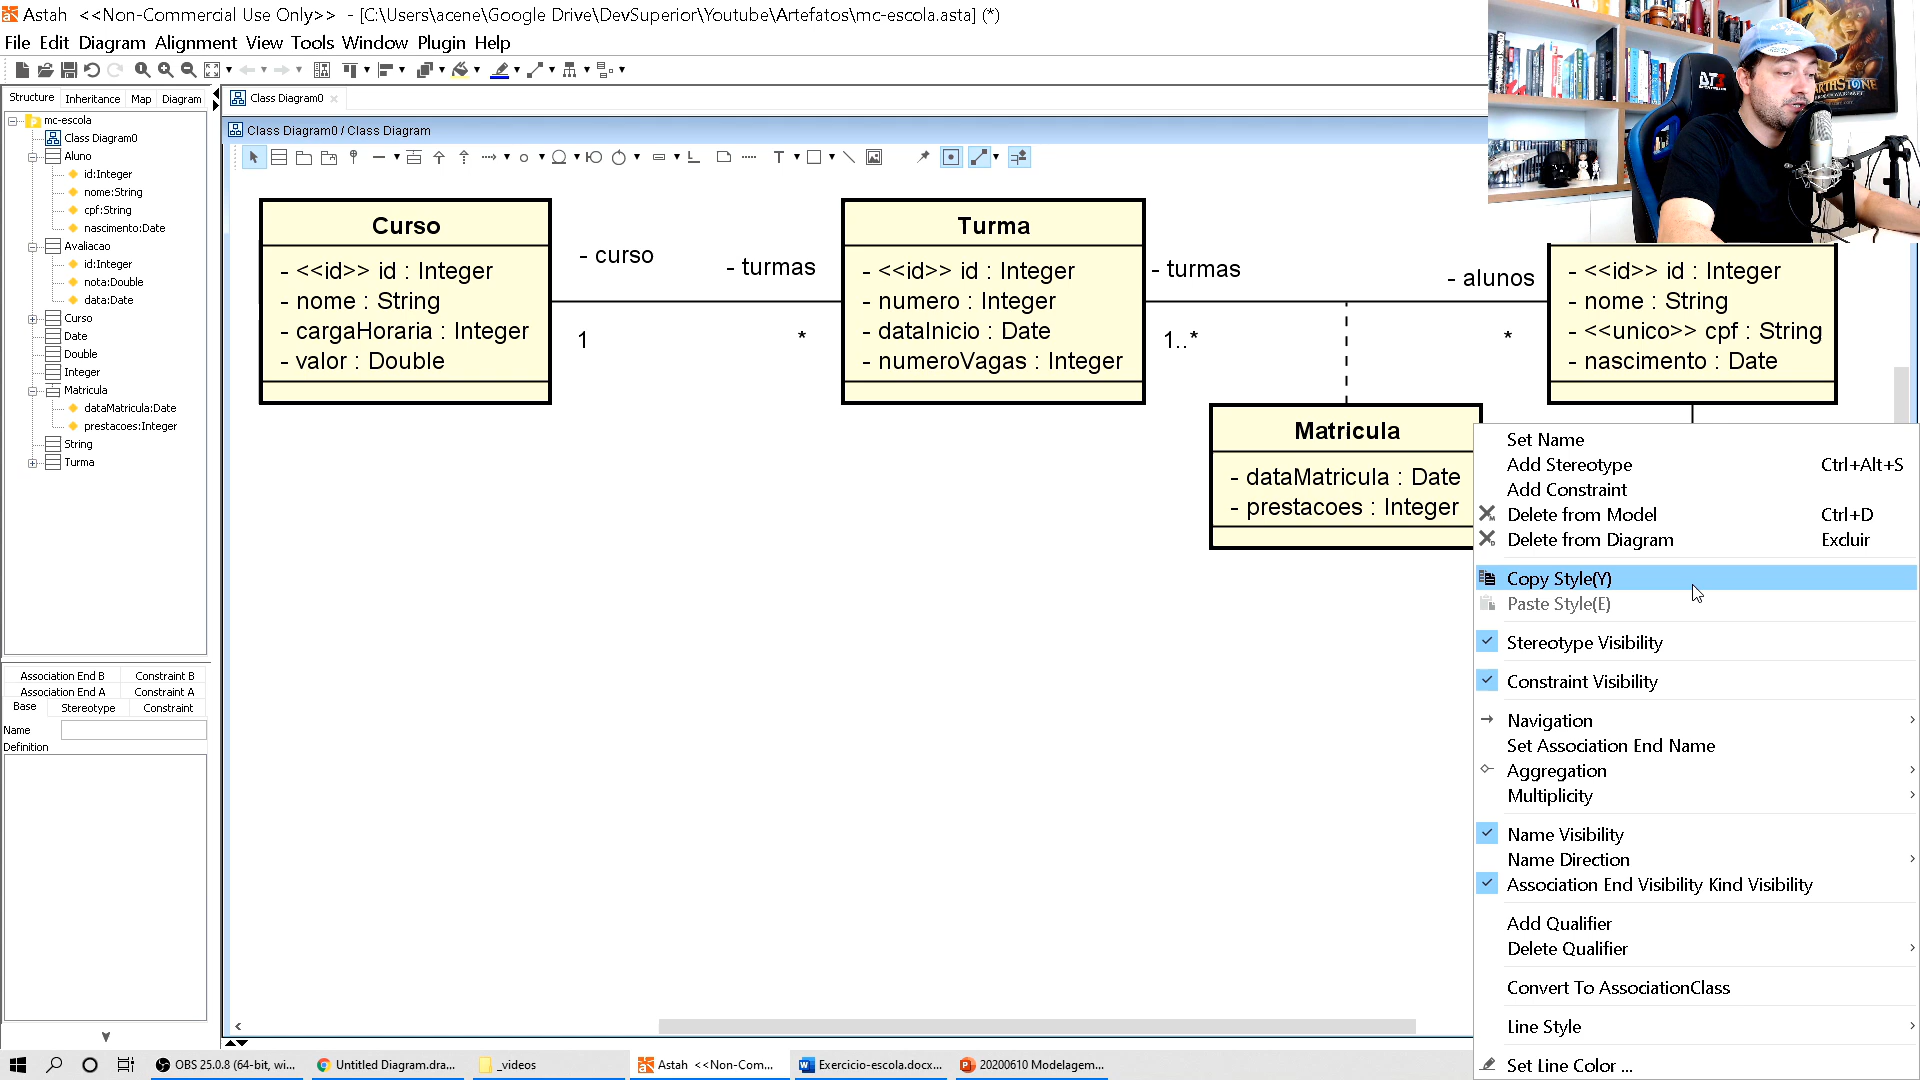 Astah <<Non-Commercial Use Only>> - [C:\Users\acene\Google Drive\DevSuperior\Youtube\Artefatos\mc-escola.asta] (*)
File Edit Diagram Alignment View Tools Window Plugin Help
Structure Inheritance Map Diagram
mc-escola
Class Diagram0
Aluno
id:Integer
nome:String
cpf:String
nascimento:Date
Avaliacao
id:Integer
nota:Double
data:Date
Curso
Date
Double
Integer
Matricula
dataMatricula:Date
prestacoes:Integer
String
Turma
Association End B Constraint B
Association End A Constraint A
Base Stereotype Constraint
Name
Definition
Class Diagram0
Class Diagram0 / Class Diagram
Curso
- <<id>> id : Integer
- nome : String
- cargaHoraria : Integer
- valor : Double
- curso
- turmas
1
*
Turma
- <<id>> id : Integer
- numero : Integer
- dataInicio : Date
- numeroVagas : Integer
- turmas
- alunos
1..*
*
- <<id>> id : Integer
- nome : String
- <<unico>> cpf : String
- nascimento : Date
Matricula
- dataMatricula : Date
- prestacoes : Integer
Set Name
Add Stereotype Ctrl+Alt+S
Add Constraint
Delete from Model Ctrl+D
Delete from Diagram Excluir
Copy Style(Y)
Paste Style(E)
Stereotype Visibility
Constraint Visibility
Navigation
Set Association End Name
Aggregation
Multiplicity
Name Visibility
Name Direction
Association End Visibility Kind Visibility
Add Qualifier
Delete Qualifier
Convert To AssociationClass
Line Style
Set Line Color ...
OBS 25.0.8 (64-bit, wi...
Untitled Diagram.dra...
_videos
Astah <<Non-Com...
Exercicio-escola.docx...
20200610 Modelagem...